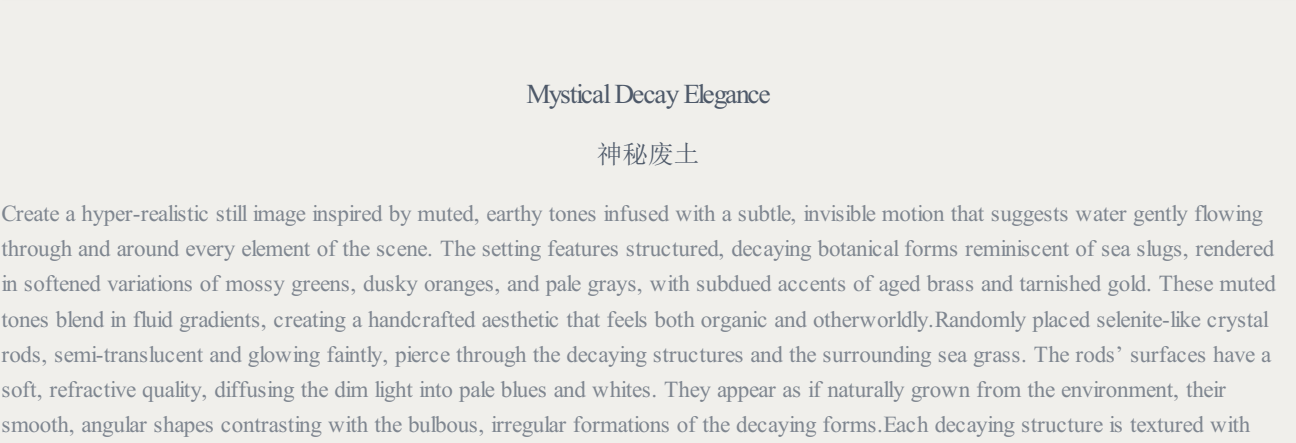 Mystical Decay Elegance
神秘废土
Create a hyper-realistic still image inspired by muted, earthy tones infused with a subtle, invisible motion that suggests water gently flowing
through and around every element of the scene. The setting features structured, decaying botanical forms reminiscent of sea slugs, rendered
in softened variations of mossy greens, dusky oranges, and pale grays, with subdued accents of aged brass and tarnished gold. These muted
tones blend in fluid gradients, creating a handcrafted aesthetic that feels both organic and otherworldly.Randomly placed selenite-like crystal
rods, semi-translucent and glowing faintly, pierce through the decaying structures and the surrounding sea grass. The rods’ surfaces have a
soft, refractive quality, diffusing the dim light into pale blues and whites. They appear as if naturally grown from the environment, their
smooth, angular shapes contrasting with the bulbous, irregular formations of the decaying forms.Each decaying structure is textured with